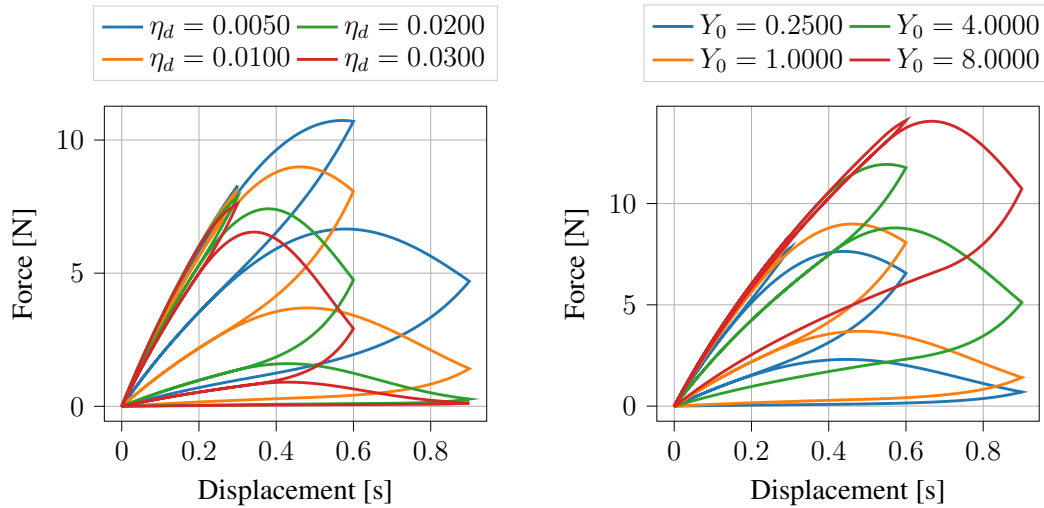 η_d = 0.0050 η_d = 0.0200
η_d = 0.0100 η_d = 0.0300
10
5
0
Force [N]
0 0.2 0.4 0.6 0.8
Displacement [s]
Y_0 = 0.2500 Y_0 = 4.0000
Y_0 = 1.0000 Y_0 = 8.0000
10
5
0
Force [N]
0 0.2 0.4 0.6 0.8
Displacement [s]